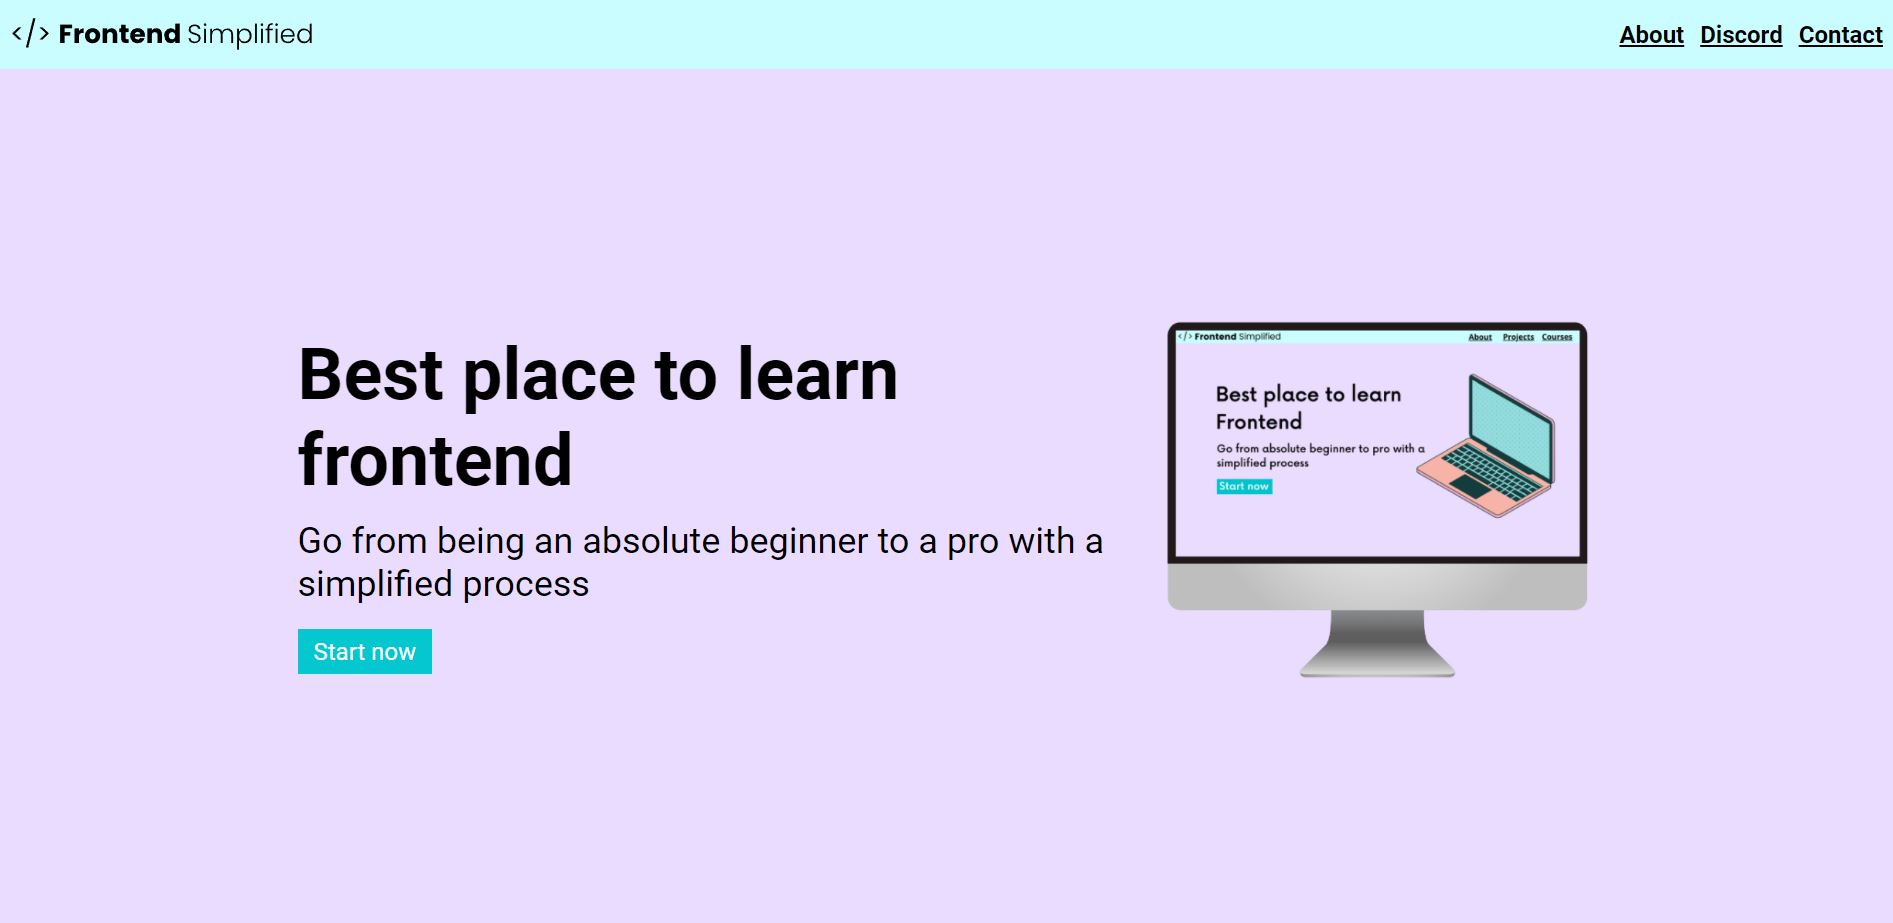 </> Frontend Simplified
About Discord Contact
Best place to learn
frontend
Go from being an absolute beginner to a pro with a
simplified process
Start now
</> Frontend Simplified
About Projects Courses
Best place to learn
Frontend
Go from absolute beginner to pro with a
simplified process
Start now